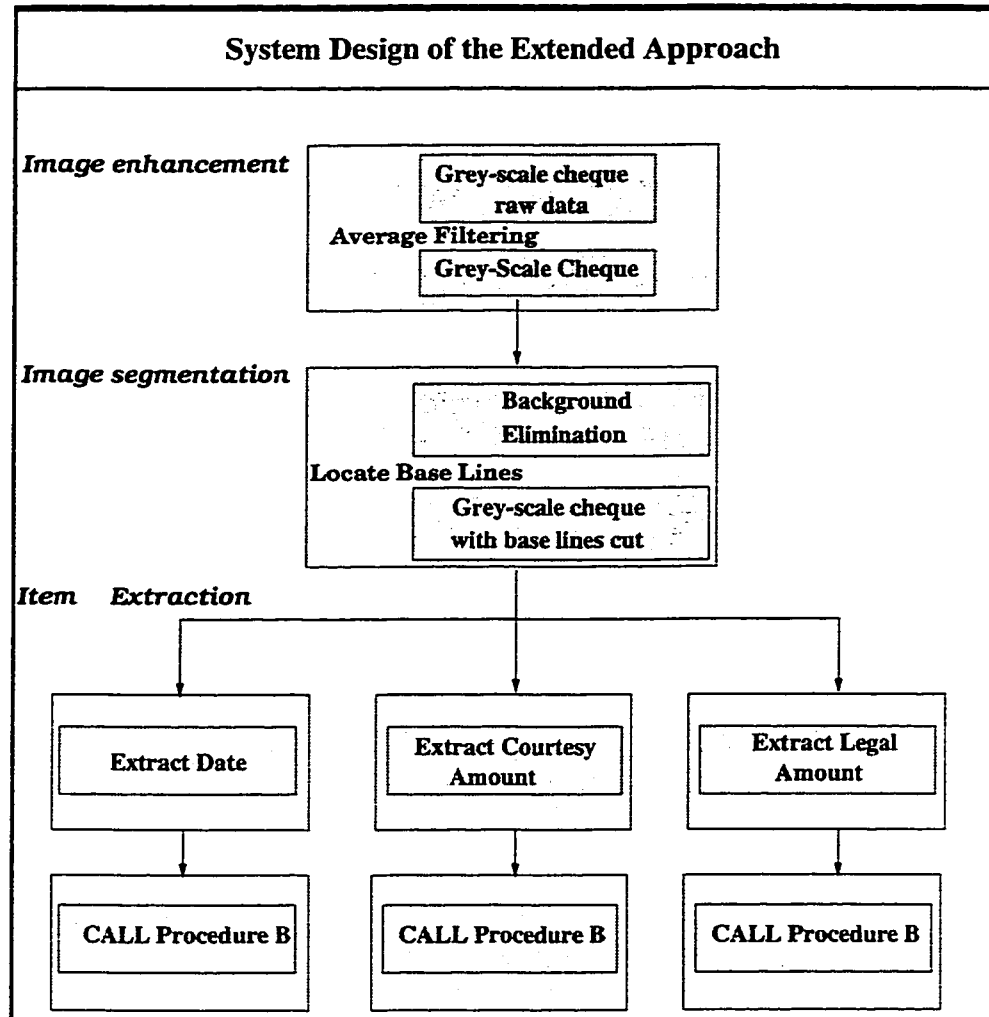 System Design of the Extended Approach
Image enhancement
Grey-scale cheque
raw data
Average Filtering
Grey-Scale Cheque
Image segmentation
Background
Elimination
Locate Base Lines
Grey-scale cheque
with base lines cut
Item Extraction
Extract Date
Extract Courtesy
Amount
Extract Legal
Amount
CALL Procedure B
CALL Procedure B
CALL Procedure B